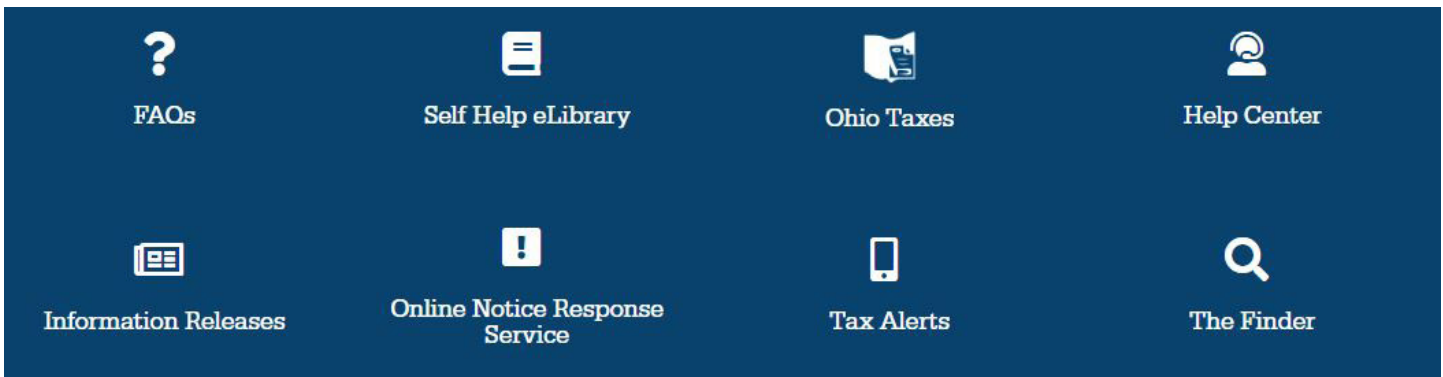 FAQs
Self Help eLibrary
Ohio Taxes
Help Center
Information Releases
Online Notice Response
Service
Tax Alerts
The Finder